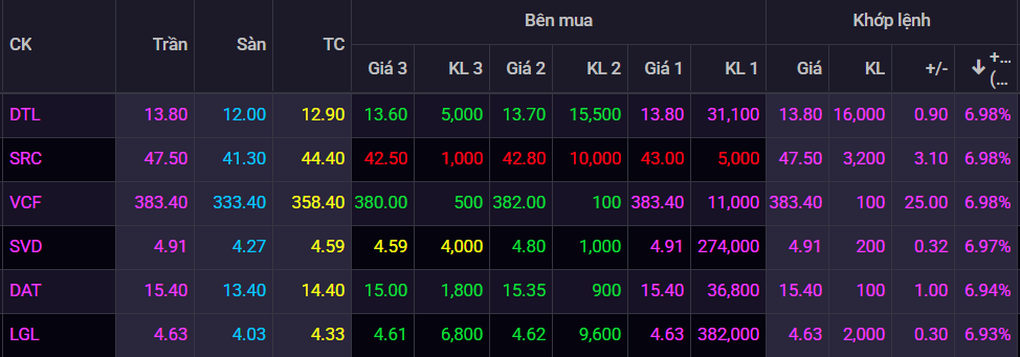 Bên mua Khớp lệnh
CK Trần Sàn TC Giá 3 KL 3 Giá 2 KL 2 Giá 1 KL 1 Giá KL +/- +... (...
DTL 13.80 12.00 12.90 13.60 5,000 13.70 15,500 13.80 31,100 13.80 16,000 0.90 6.98%
SRC 47.50 41.30 44.40 42.50 1,000 42.80 10,000 43.00 5,000 47.50 3,200 3.10 6.98%
VCF 383.40 333.40 358.40 380.00 500 382.00 100 383.40 11,000 383.40 100 25.00 6.98%
SVD 4.91 4.27 4.59 4.59 4,000 4.80 1,000 4.91 274,000 4.91 200 0.32 6.97%
DAT 15.40 13.40 14.40 15.00 1,800 15.35 900 15.40 36,800 15.40 100 1.00 6.94%
LGL 4.63 4.03 4.33 4.61 6,800 4.62 9,600 4.63 382,000 4.63 2,000 0.30 6.93%